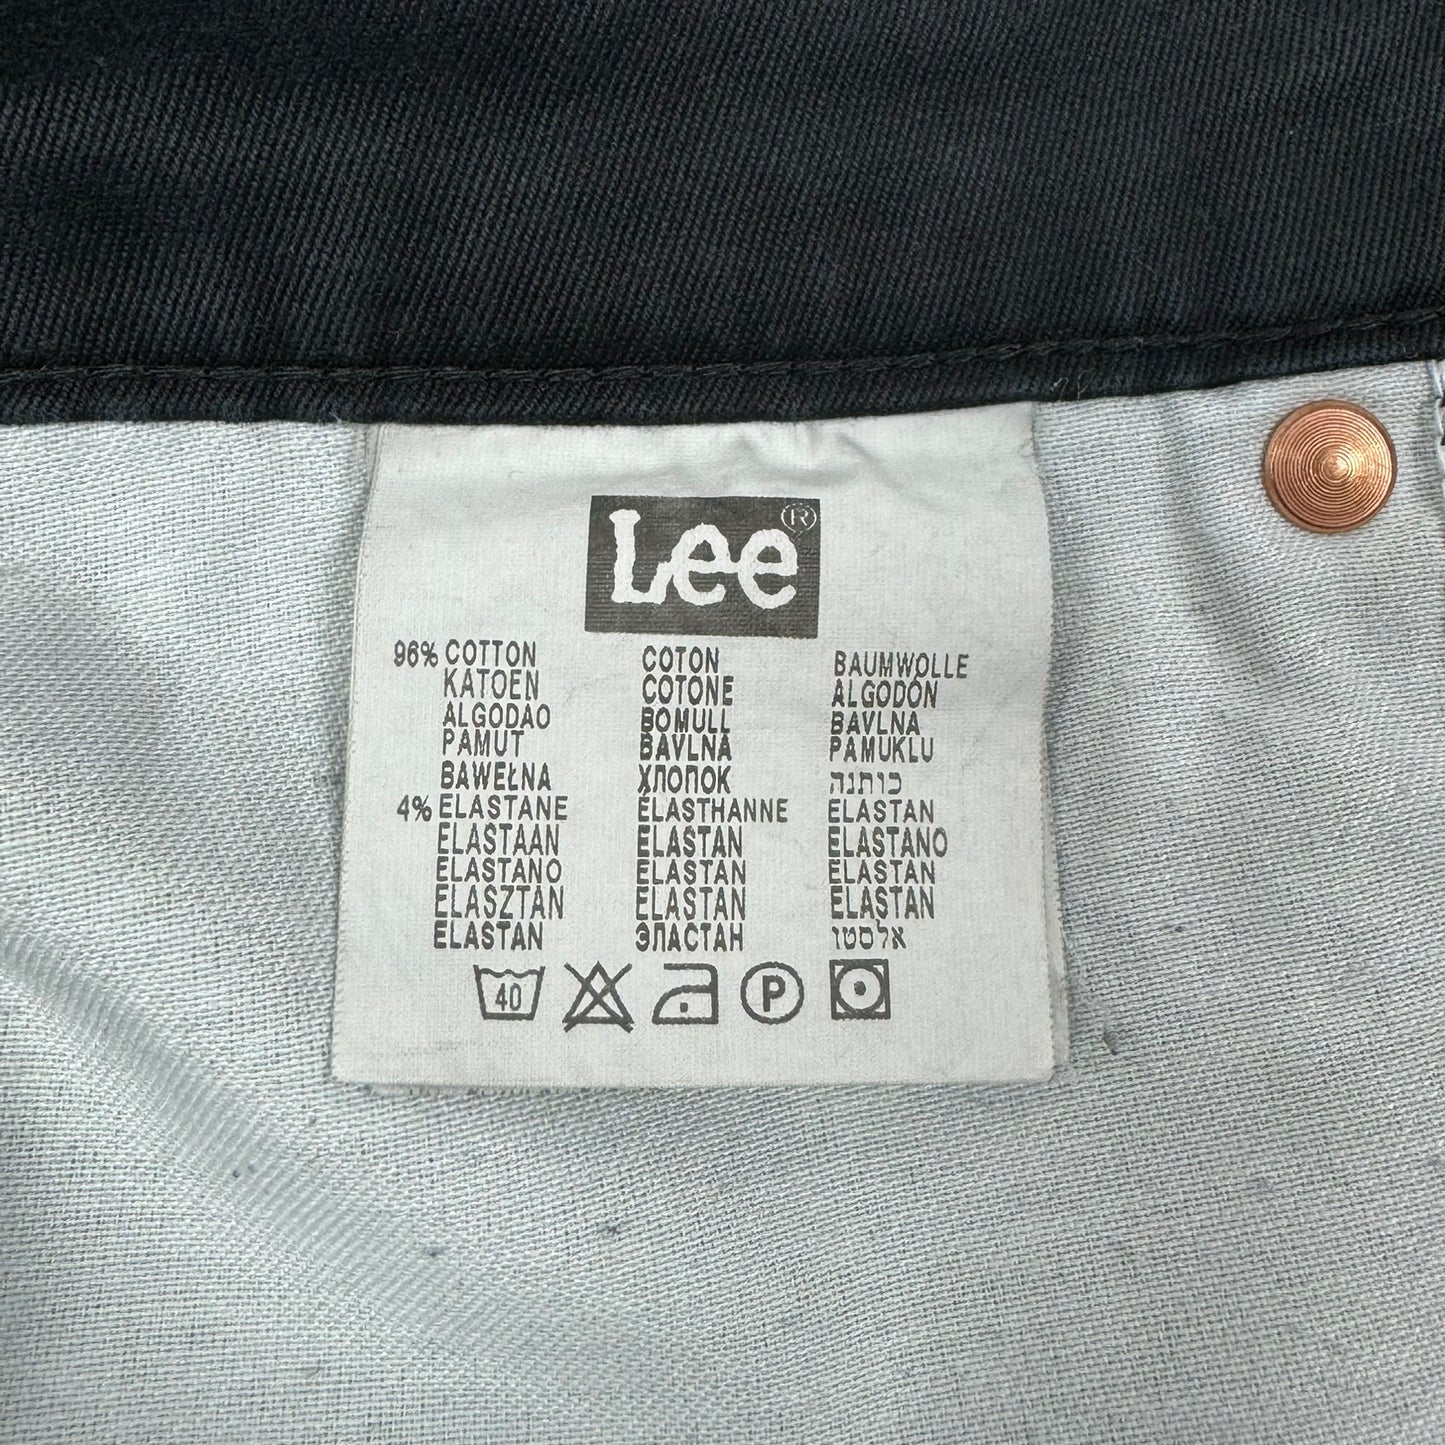 Lee®
96% COTTON COTON BAUMWOLLE
KATOEN COTONE ALGODÓN
ALGODAO BOMULL BAVLNA
PAMUT BAVLNA PAMUKLU
BAWEŁNA ХЛОПОК כותנה
4% ELASTANE ÉLASTHANNE ELASTAN
ELASTAAN ELASTAN ELASTANO
ELASTANO ELASTAN ELASTAN
ELASZTAN ELASTAN ELASTAN
ELASTAN ЭЛАСТАН אלסטן
40 P